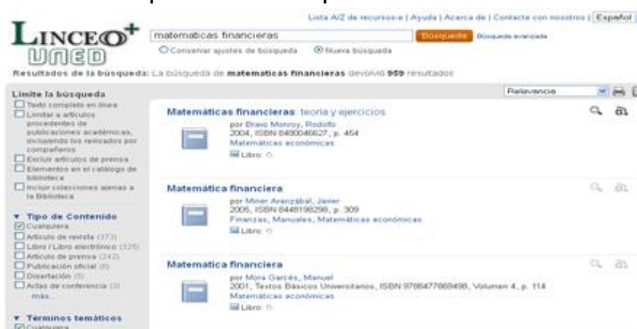 Lista A/Z de recursos-e | Ayuda | Acerca de | Contacte con nosotros | Español
LINCEO+
UNED
matematicas financieras
Búsqueda
Búsqueda avanzada
Conservar ajustes de búsqueda
Nueva búsqueda
Resultados de la búsqueda: La búsqueda de matematicas financieras devolvió 959 resultados
Limite la búsqueda
Relevancia
Texto completo en línea
Limitar a artículos
procedentes de
publicaciones académicas,
incluyendo los revisados por
compañeros
Excluir artículos de prensa
Elementos en el catálogo de
biblioteca
Incluir colecciones ajenas a
la Biblioteca
Tipo de Contenido
Cualquiera
Artículo de revista (373)
Libro / Libro electrónico (326)
Artículo de prensa (242)
Publicación oficial (6)
Disertación (5)
Actas de conferencia (3)
más...
Términos temáticos
Cualquiera
Matemáticas financieras: teoría y ejercicios
por Bravo Monroy, Rodolfo
2004, ISBN 8480046627, p. 454
Matemáticas económicas
Libro:
Matemática financiera
por Miner Aranzábal, Javier
2005, ISBN 8448198298, p. 309
Finanzas, Manuales, Matemáticas económicas
Libro:
Matemática financiera
por Mora Garcés, Manuel
2001, Textos Básicos Universitarios, ISBN 9788477869498, Volumen 4, p. 114
Matemáticas económicas
Libro: